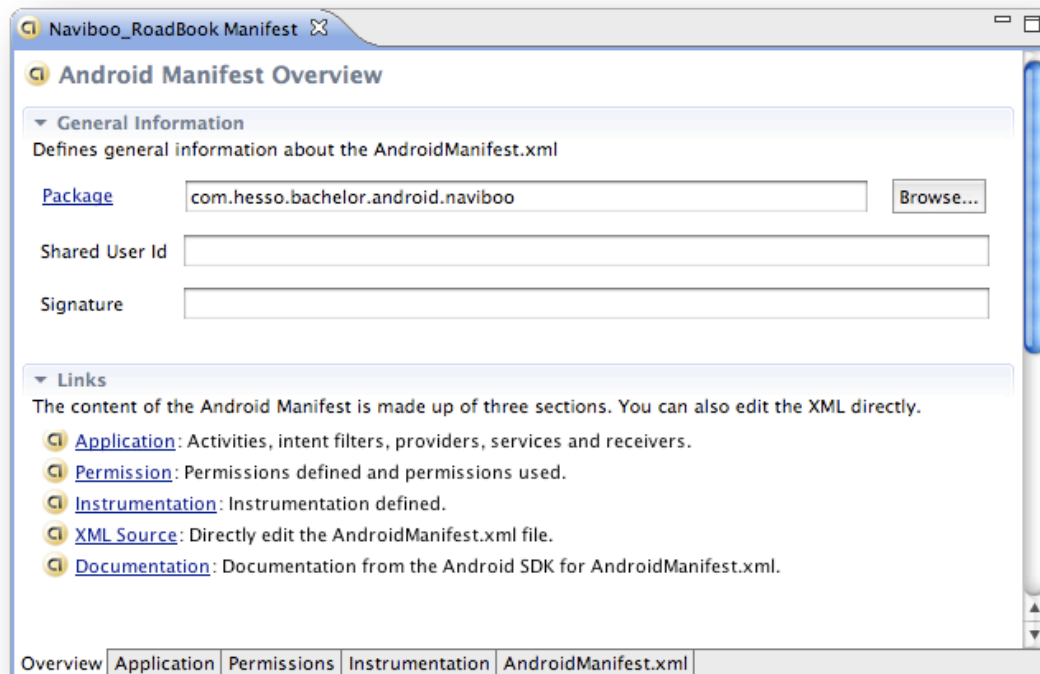 Naviboo_RoadBook Manifest
Android Manifest Overview
General Information
Defines general information about the AndroidManifest.xml
Package com.hesso.bachelor.android.naviboo Browse...
Shared User Id
Signature
Links
The content of the Android Manifest is made up of three sections. You can also edit the XML directly.
Application: Activities, intent filters, providers, services and receivers.
Permission: Permissions defined and permissions used.
Instrumentation: Instrumentation defined.
XML Source: Directly edit the AndroidManifest.xml file.
Documentation: Documentation from the Android SDK for AndroidManifest.xml.
Overview Application Permissions Instrumentation AndroidManifest.xml